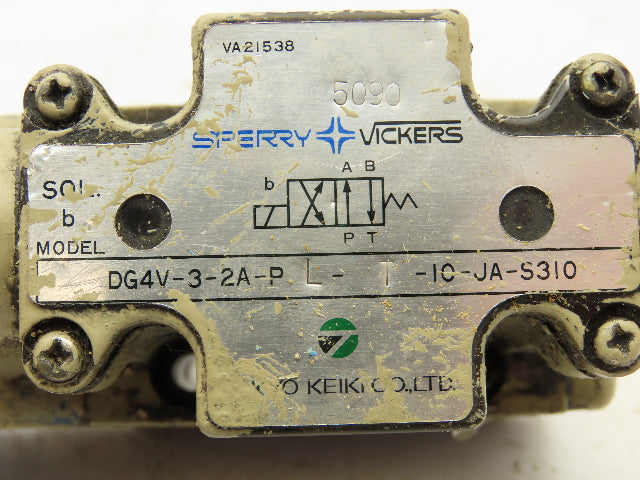 VA21538
5090
SPERRY VICKERS
SOL.
b
b
A B
P T
MODEL
DG4V-3-2A-P L - T -10-JA-S310
KEIKI CO.,LTD.